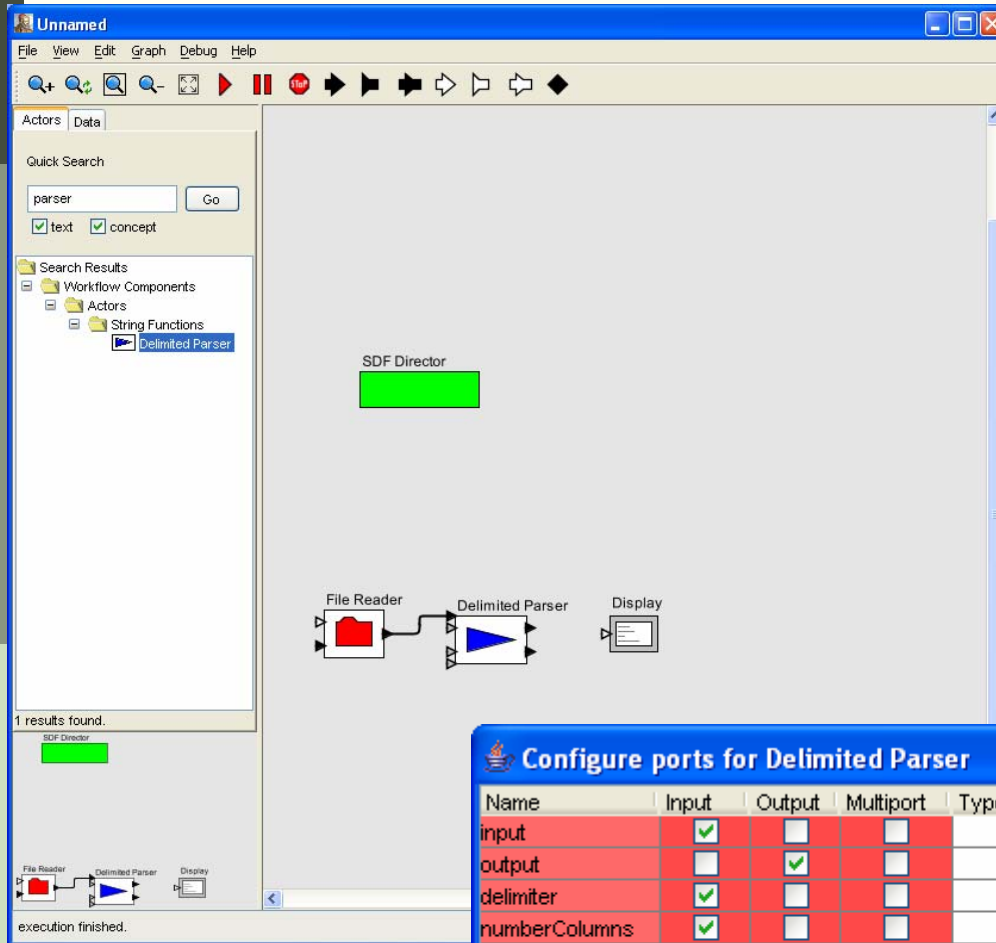 Unnamed
File View Edit Graph Debug Help
STOP
Actors Data
Quick Search
parser Go
text concept
Search Results
Workflow Components
Actors
String Functions
Delimited Parser
1 results found.
SDF Director
File Reader Delimited Parser Display
SDF Director
File Reader Delimited Parser Display
execution finished.
Configure ports for Delimited Parser
Name Input Output Multiport Type
input
output
delimiter
numberColumns